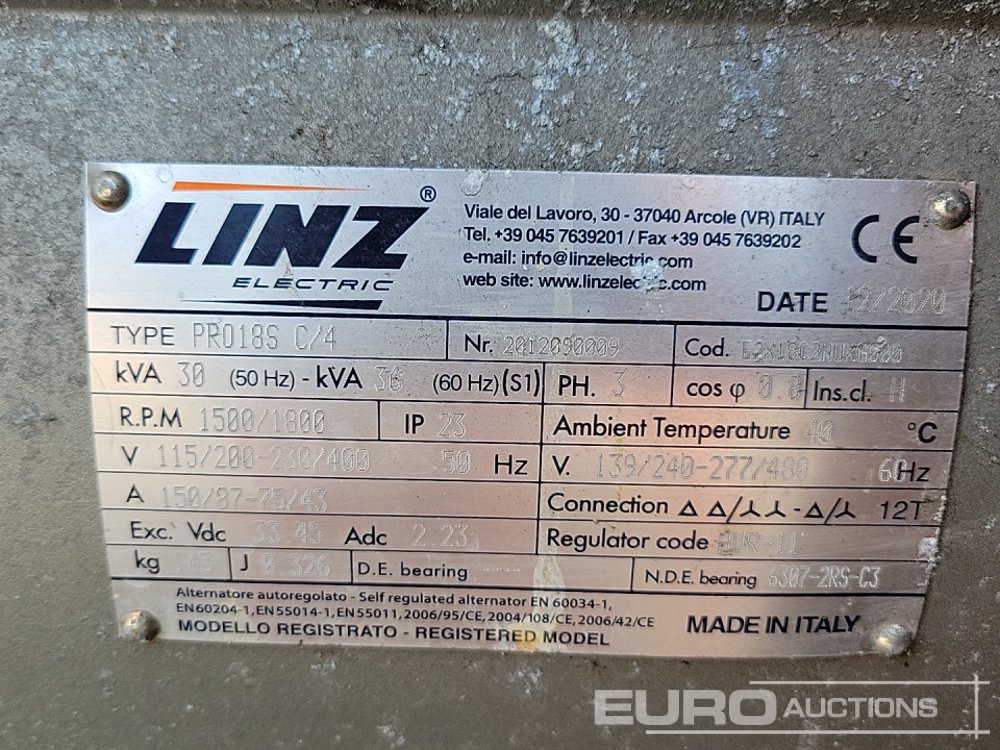 LINZ ®
ELECTRIC
Viale del Lavoro, 30 - 37040 Arcole (VR) ITALY
Tel. +39 045 7639201 / Fax +39 045 7639202
e-mail: info@linzelectric.com
web site: www.linzelectric.com
CE
DATE 12/2020
TYPE PRO18S C/4 Nr. 2012090009 Cod.
kVA 30 (50 Hz) - kVA 36 (60 Hz) (S1) PH. 3 cos φ 0.8 Ins.cl. H
R.P.M 1500/1800 IP 23 Ambient Temperature 40 °C
V 115/200-230/400 50 Hz V. 139/240-277/480 60 Hz
A 150/87-75/43 Connection Δ Δ/⅄ ⅄ - Δ/⅄ 12T
Exc. Vdc 33.45 Adc 2.23 Regulator code
kg J 0.326 D.E. bearing N.D.E. bearing 6307-2RS-C3
Alternatore autoregolato - Self regulated alternator EN 60034-1,
EN60204-1, EN55014-1, EN55011, 2006/95/CE, 2004/108/CE, 2006/42/CE
MODELLO REGISTRATO - REGISTERED MODEL MADE IN ITALY
EURO AUCTIONS